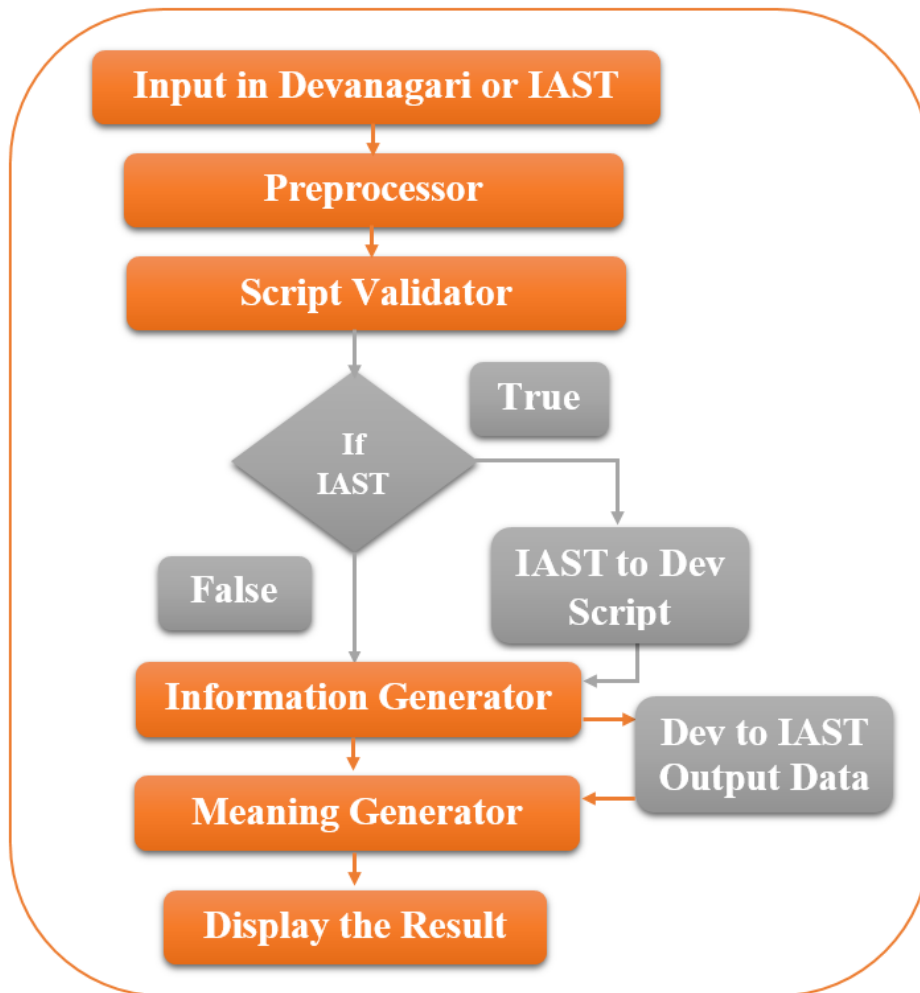 Input in Devanagari or IAST
Preprocessor
Script Validator
True
If
IAST
IAST to Dev
Script
False
Information Generator
Dev to IAST
Output Data
Meaning Generator
Display the Result